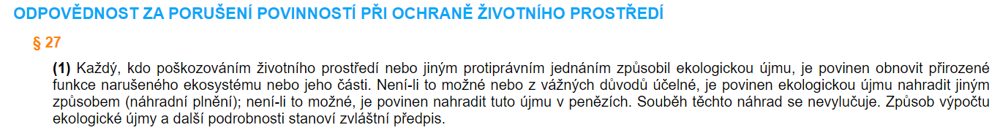 ODPOVĚDNOST ZA PORUŠENÍ POVINNOSTÍ PŘI OCHRANĚ ŽIVOTNÍHO PROSTŘEDÍ
§ 27
(1) Každý, kdo poškozováním životního prostředí nebo jiným protiprávním jednáním způsobil ekologickou újmu, je povinen obnovit přirozené
funkce narušeného ekosystému nebo jeho části. Není-li to možné nebo z vážných důvodů účelné, je povinen ekologickou újmu nahradit jiným
způsobem (náhradní plnění); není-li to možné, je povinen nahradit tuto újmu v penězích. Souběh těchto náhrad se nevylučuje. Způsob výpočtu
ekologické újmy a další podrobnosti stanoví zvláštní předpis.